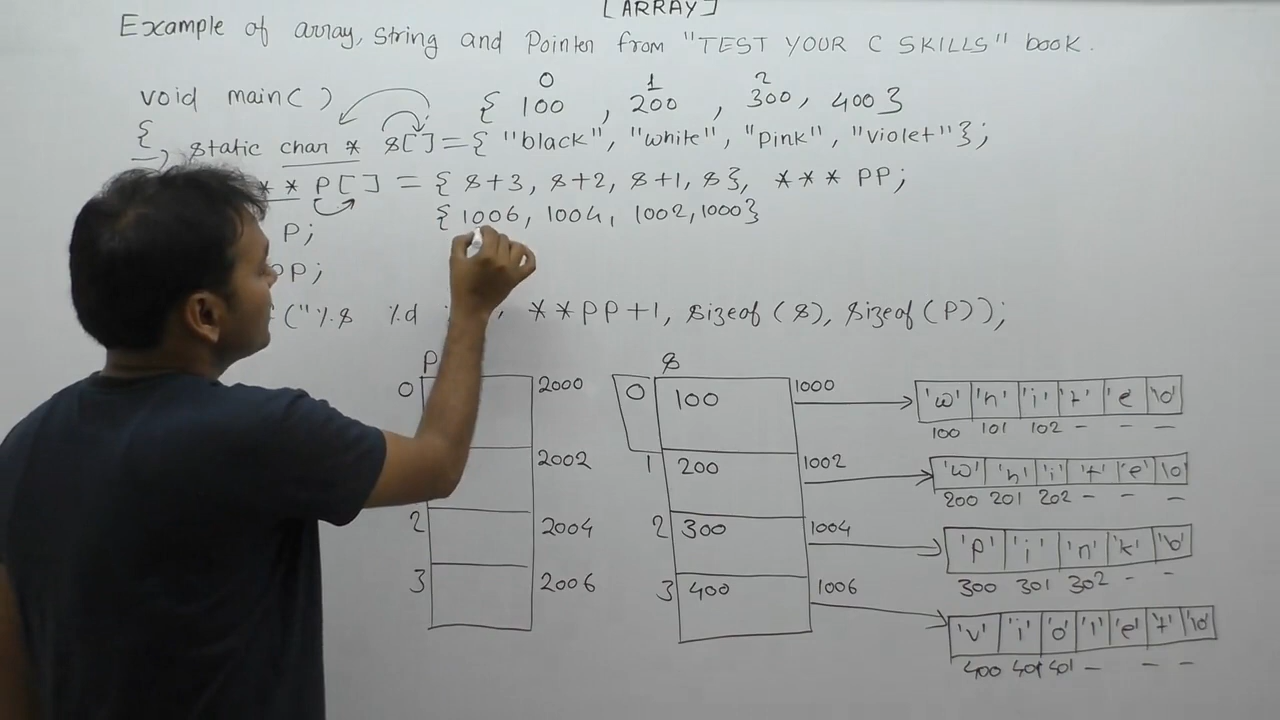 [ARRAY]
Example of array, string and Pointer from "TEST YOUR C SKILLS" book.
0 1 2
void main( ) { 100 , 200 , 300, 400 }
{
static char * s[ ] = { "black", "white", "pink", "violet" };
* * P[ ] = { s+3, s+2, s+1, s}, * * * PP;
{ 1006, 1004, 1002, 1000 }
P;
PP;
("%s %d , **PP+1, sizeof (s), sizeof (P));
P s
0 2000 0 100 1000 'w' 'h' 'i' 't' 'e' '\0'
100 101 102 - - -
2002 1 200 1002 'w' 'h' 'i' 't' 'e' '\0'
200 201 202 - - -
2 2004 2 300 1004 'P' 'i' 'n' 'k' '\0'
300 301 302 - -
3 2006 3 400 1006 'v' 'i' 'o' 'l' 'e' 't' '\0'
400 401 401 - - -